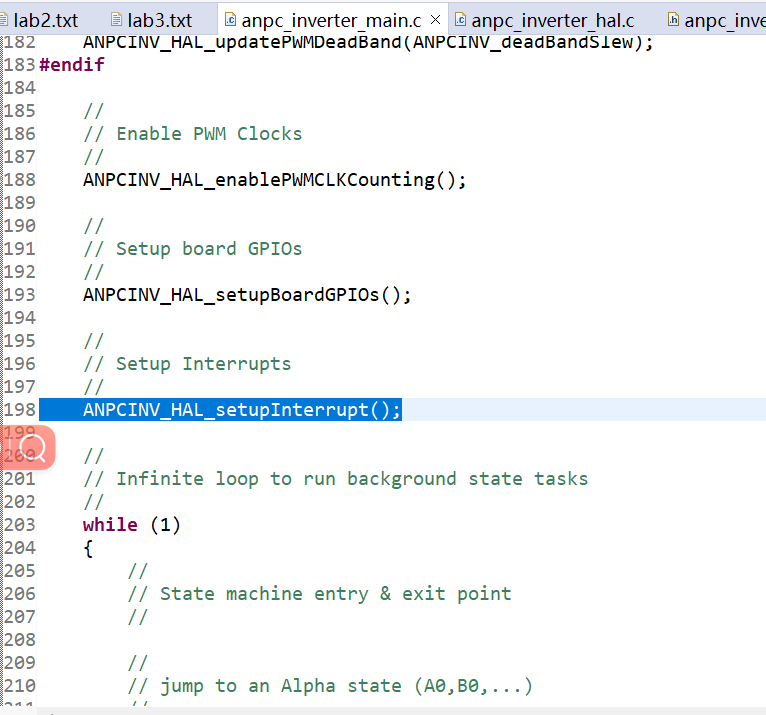 lab2.txt lab3.txt anpc_inverter_main.c anpc_inverter_hal.c anpc_inve
182 ANPCINV_HAL_updatePWMDeadBand(ANPCINV_deadBandSlew);
183 #endif
184
185 //
186 // Enable PWM Clocks
187 //
188 ANPCINV_HAL_enablePWMCLKCounting();
189
190 //
191 // Setup board GPIOs
192 //
193 ANPCINV_HAL_setupBoardGPIOs();
194
195 //
196 // Setup Interrupts
197 //
198 ANPCINV_HAL_setupInterrupt();
199
200 //
201 // Infinite loop to run background state tasks
202 //
203 while (1)
204 {
205 //
206 // State machine entry & exit point
207 //
208
209 //
210 // jump to an Alpha state (A0,B0,...)
211 //